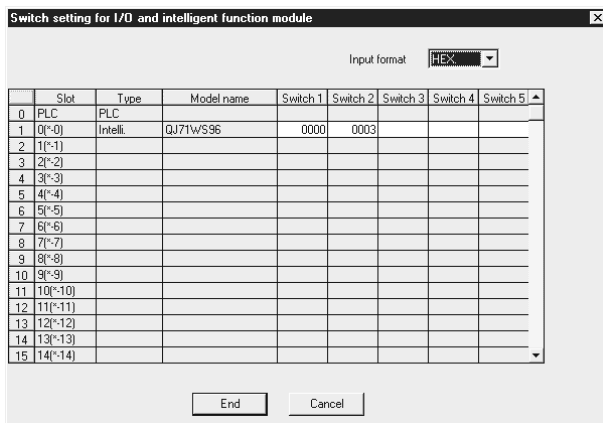 Switch setting for I/O and intelligent function module
Input format HEX
Slot Type Model name Switch 1 Switch 2 Switch 3 Switch 4 Switch 5
0 PLC PLC
1 0(*-0) Intelli. QJ71WS96 0000 0003
2 1(*-1)
3 2(*-2)
4 3(*-3)
5 4(*-4)
6 5(*-5)
7 6(*-6)
8 7(*-7)
9 8(*-8)
10 9(*-9)
11 10(*-10)
12 11(*-11)
13 12(*-12)
14 13(*-13)
15 14(*-14)
End Cancel